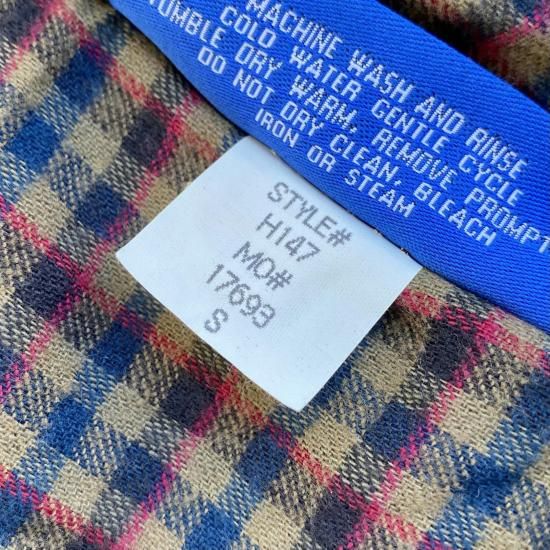 MACHINE WASH AND RINSE
COLD WATER GENTLE CYCLE
TUMBLE DRY WARM, REMOVE PROMPT
DO NOT DRY CLEAN, BLEACH
IRON OR STEAM
STYLE#
H147
MO#
17693
S